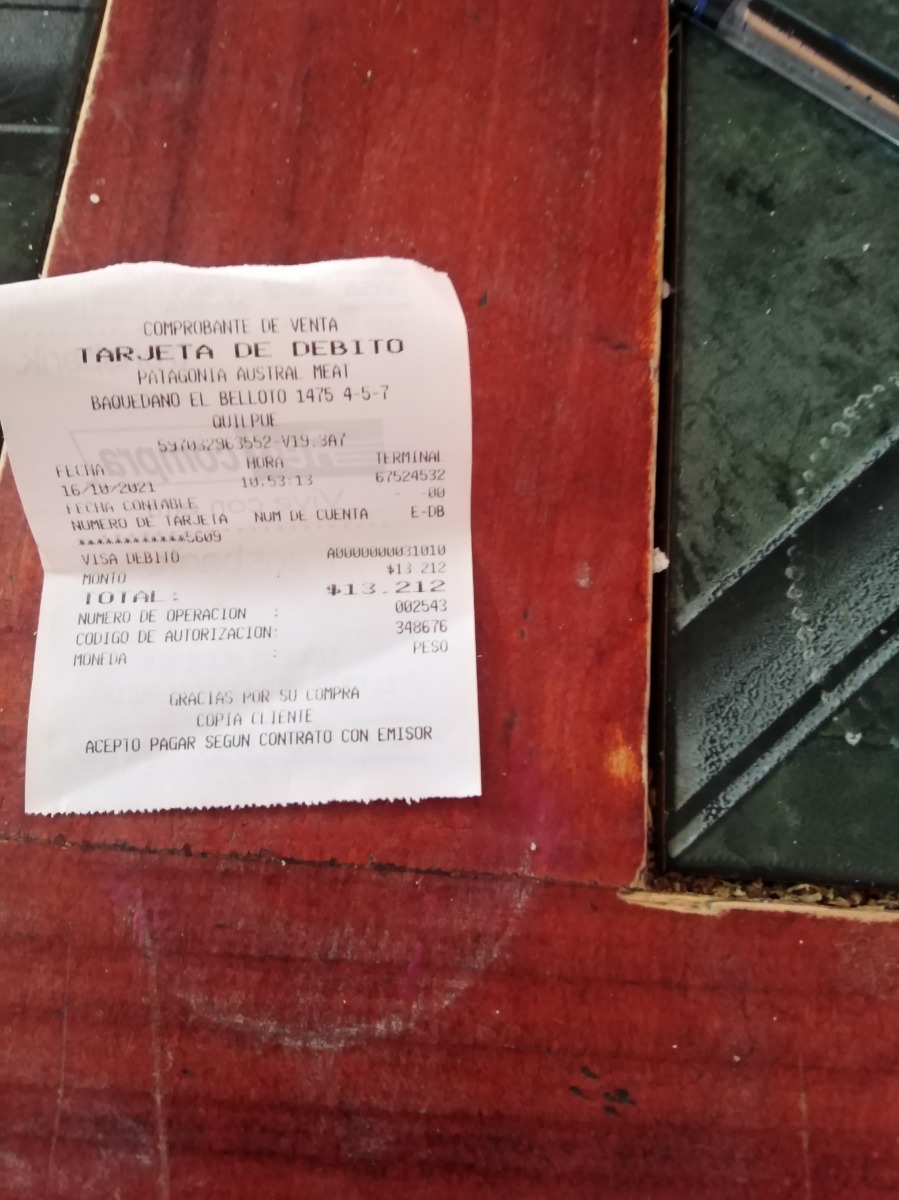 COMPROBANTE DE VENTA
TARJETA DE DEBITO
PATAGONIA AUSTRAL MEAT
BAQUEDANO EL BELLOTO 1475 4-5-7
QUILPUE
597032963552-V19.3A7
FECHA HORA TERMINAL
16/10/2021 10:53:13 67524532
FECHA CONTABLE - -00
NUMERO DE TARJETA NUM DE CUENTA E-DB
************5609
VISA DEBITO A0000000031010
MONTO : $13.212
TOTAL: $13.212
NUMERO DE OPERACION : 002543
CODIGO DE AUTORIZACION: 348676
MONEDA : PESO
GRACIAS POR SU COMPRA
COPIA CLIENTE
ACEPTO PAGAR SEGUN CONTRATO CON EMISOR